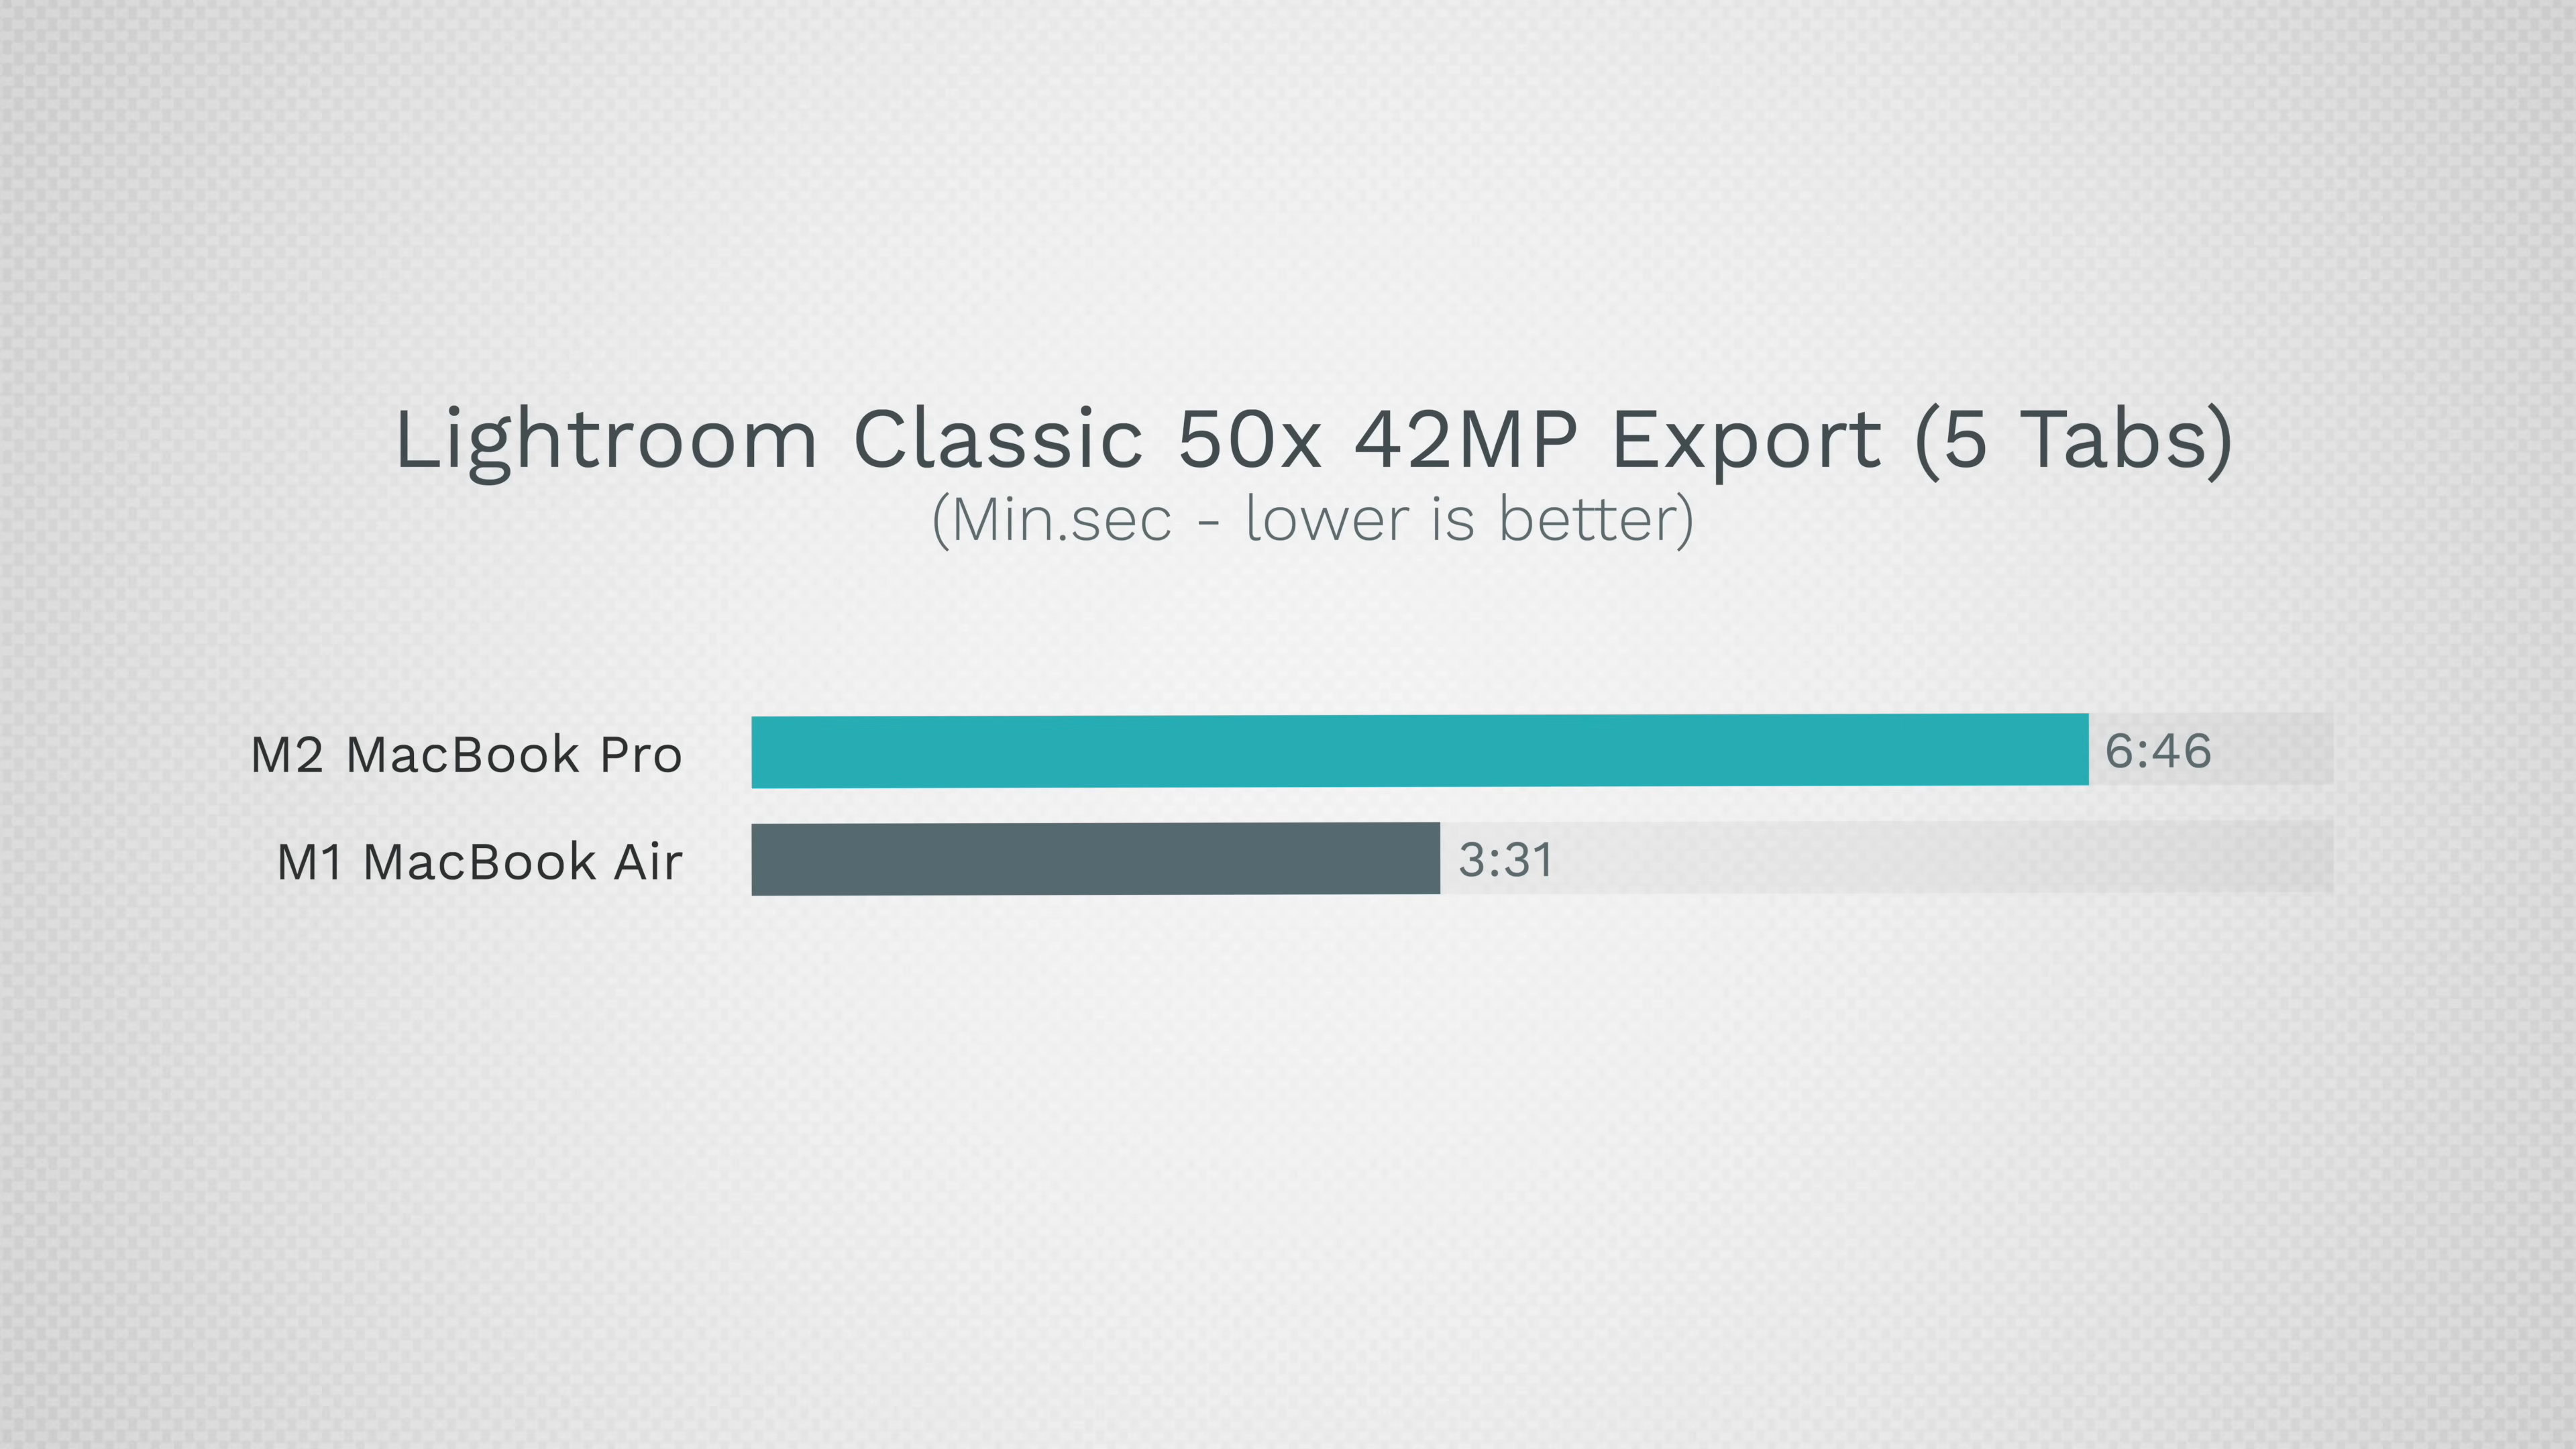 Lightroom Classic 50x 42MP Export (5 Tabs)
(Min.sec - lower is better)
M2 MacBook Pro 6:46
M1 MacBook Air 3:31